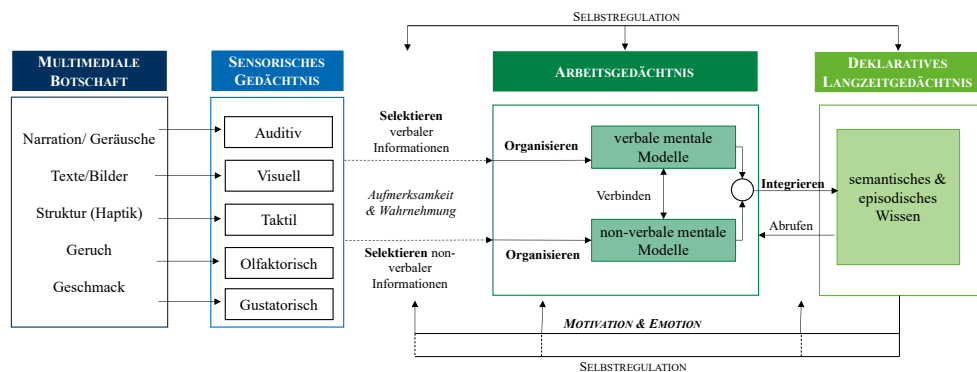 SELBSTREGULATION
MULTIMEDIALE
BOTSCHAFT
SENSORISCHES
GEDÄCHTNIS
ARBEITSGEDÄCHTNIS
DEKLARATIVES
LANGZEITGEDÄCHTNIS
Narration/ Geräusche
Texte/Bilder
Struktur (Haptik)
Geruch
Geschmack
Auditiv
Visuell
Taktil
Olfaktorisch
Gustatorisch
Selektieren
verbaler
Informationen
Aufmerksamkeit
& Wahrnehmung
Selektieren non-
verbaler
Informationen
Organisieren
verbale mentale
Modelle
Verbinden
Organisieren
non-verbale mentale
Modelle
Integrieren
Abrufen
semantisches &
episodisches
Wissen
MOTIVATION & EMOTION
SELBSTREGULATION